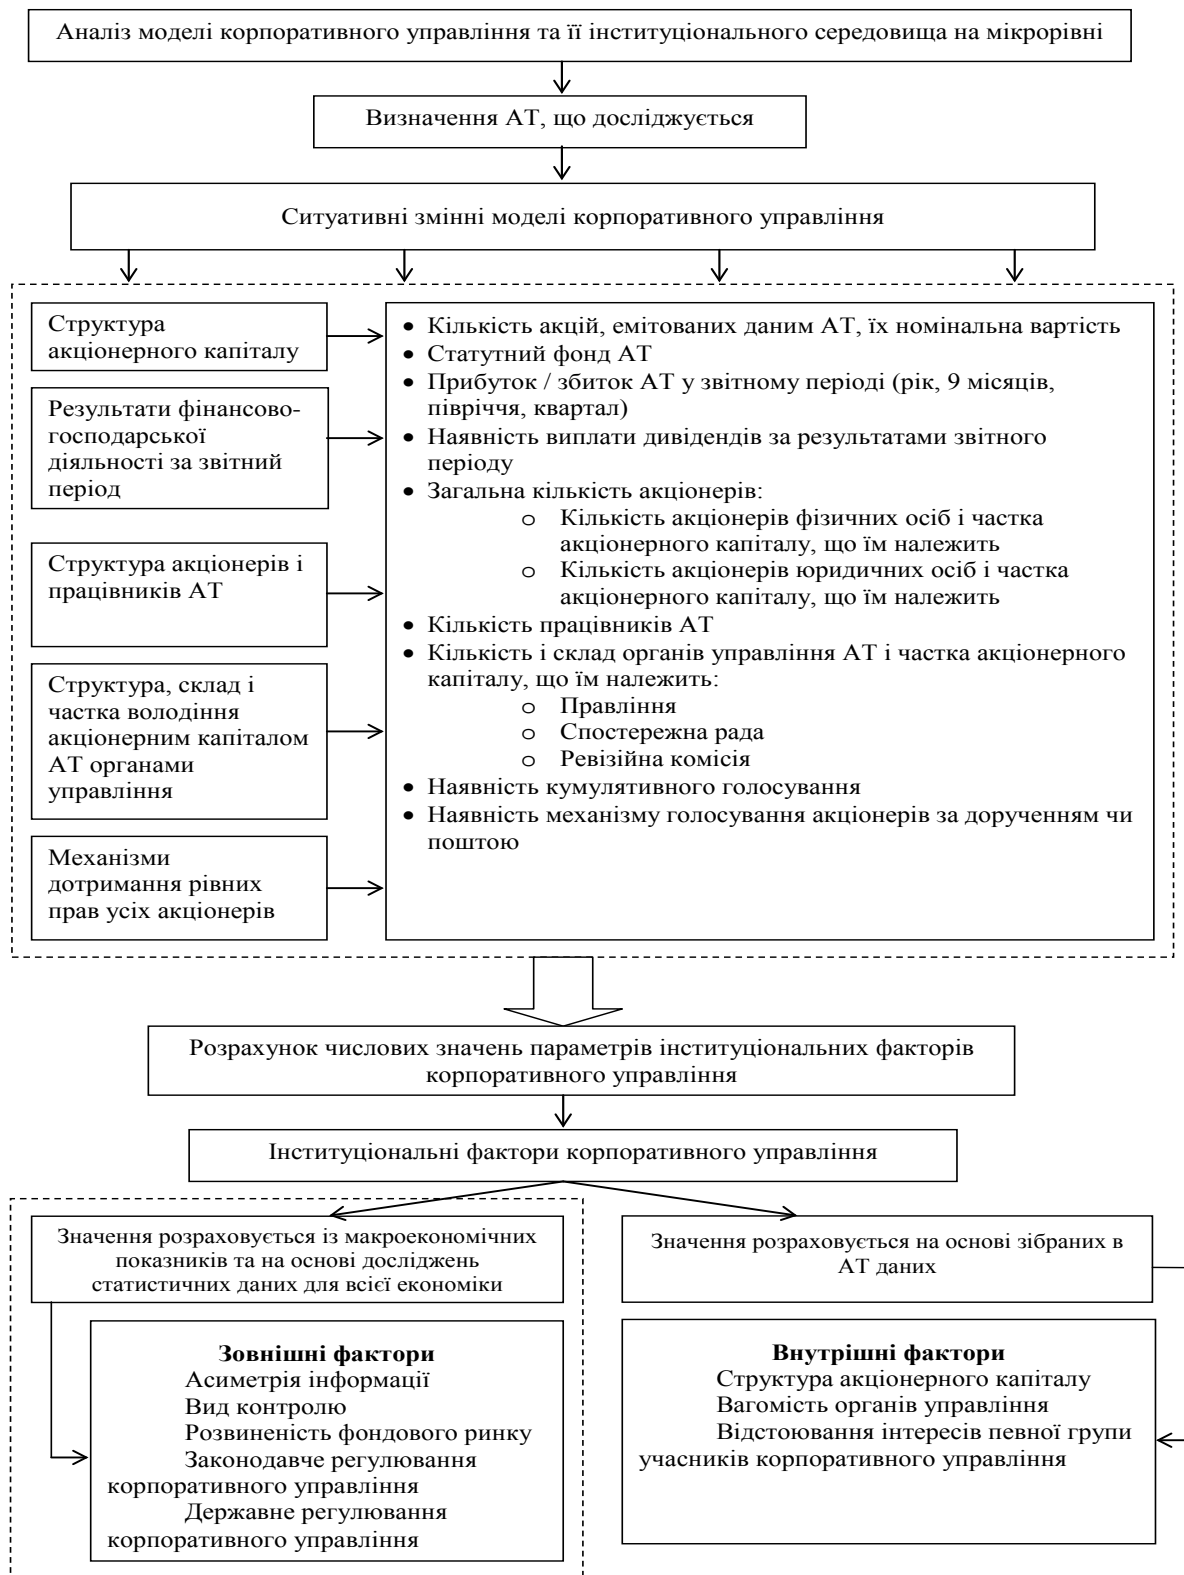 Аналіз моделі корпоративного управління та її інституціонального середовища на мікрорівні
Визначення АТ, що досліджується
Ситуативні змінні моделі корпоративного управління
Структура
акціонерного капіталу
Результати фінансово-
господарської
діяльності за звітний
період
Структура акціонерів і
працівників АТ
Структура, склад і
частка володіння
акціонерним капіталом
АТ органами
управління
Механізми
дотримання рівних
прав усіх акціонерів
• Кількість акцій, емітованих даним АТ, їх номінальна вартість
• Статутний фонд АТ
• Прибуток / збиток АТ у звітному періоді (рік, 9 місяців,
півріччя, квартал)
• Наявність виплати дивідендів за результатами звітного
періоду
• Загальна кількість акціонерів:
o Кількість акціонерів фізичних осіб і частка
акціонерного капіталу, що їм належить
o Кількість акціонерів юридичних осіб і частка
акціонерного капіталу, що їм належить
• Кількість працівників АТ
• Кількість і склад органів управління АТ і частка акціонерного
капіталу, що їм належить:
o Правління
o Спостережна рада
o Ревізійна комісія
• Наявність кумулятивного голосування
• Наявність механізму голосування акціонерів за дорученням чи
поштою
Розрахунок числових значень параметрів інституціональних факторів
корпоративного управління
Інституціональні фактори корпоративного управління
Значення розраховується із макроекономічних
показників та на основі досліджень
статистичних даних для всієї економіки
Зовнішні фактори
Асиметрія інформації
Вид контролю
Розвиненість фондового ринку
Законодавче регулювання
корпоративного управління
Державне регулювання
корпоративного управління
Значення розраховується на основі зібраних в
АТ даних
Внутрішні фактори
Структура акціонерного капіталу
Вагомість органів управління
Відстоювання інтересів певної групи
учасників корпоративного управління